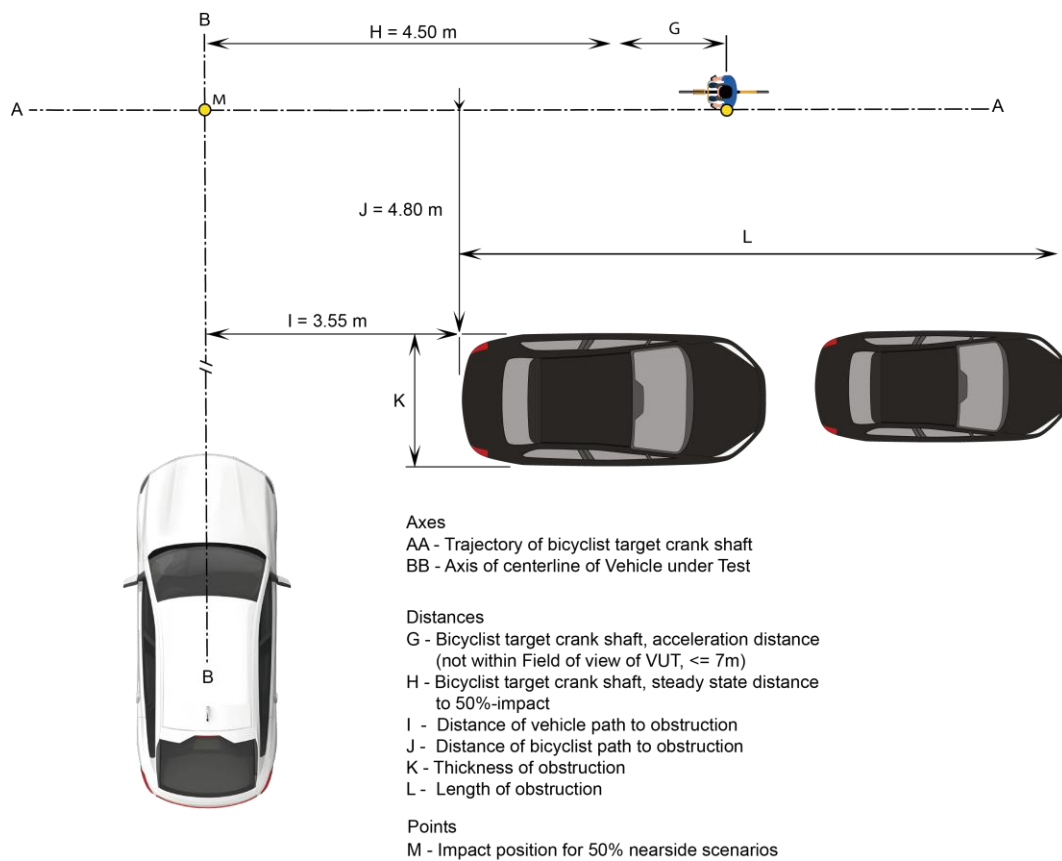 B
H = 4.50 m
G
A
M
A
J = 4.80 m
L
I = 3.55 m
K
B
Axes
AA - Trajectory of bicyclist target crank shaft
BB - Axis of centerline of Vehicle under Test
Distances
G - Bicyclist target crank shaft, acceleration distance
(not within Field of view of VUT, <= 7m)
H - Bicyclist target crank shaft, steady state distance
to 50%-impact
I - Distance of vehicle path to obstruction
J - Distance of bicyclist path to obstruction
K - Thickness of obstruction
L - Length of obstruction
Points
M - Impact position for 50% nearside scenarios